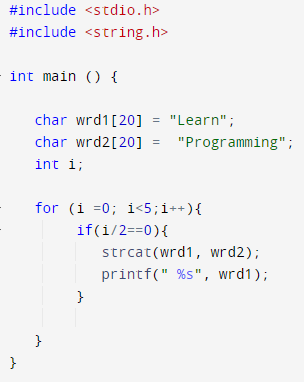 #include <stdio.h>
#include <string.h>
int main () {
char wrd1[20] = "Learn";
char wrd2[20] =  "Programming";
int i;
for (i =0; i<5;i++){
if(i/2==0){
strcat(wrd1, wrd2);
printf(" %s", wrd1);
}
}
}